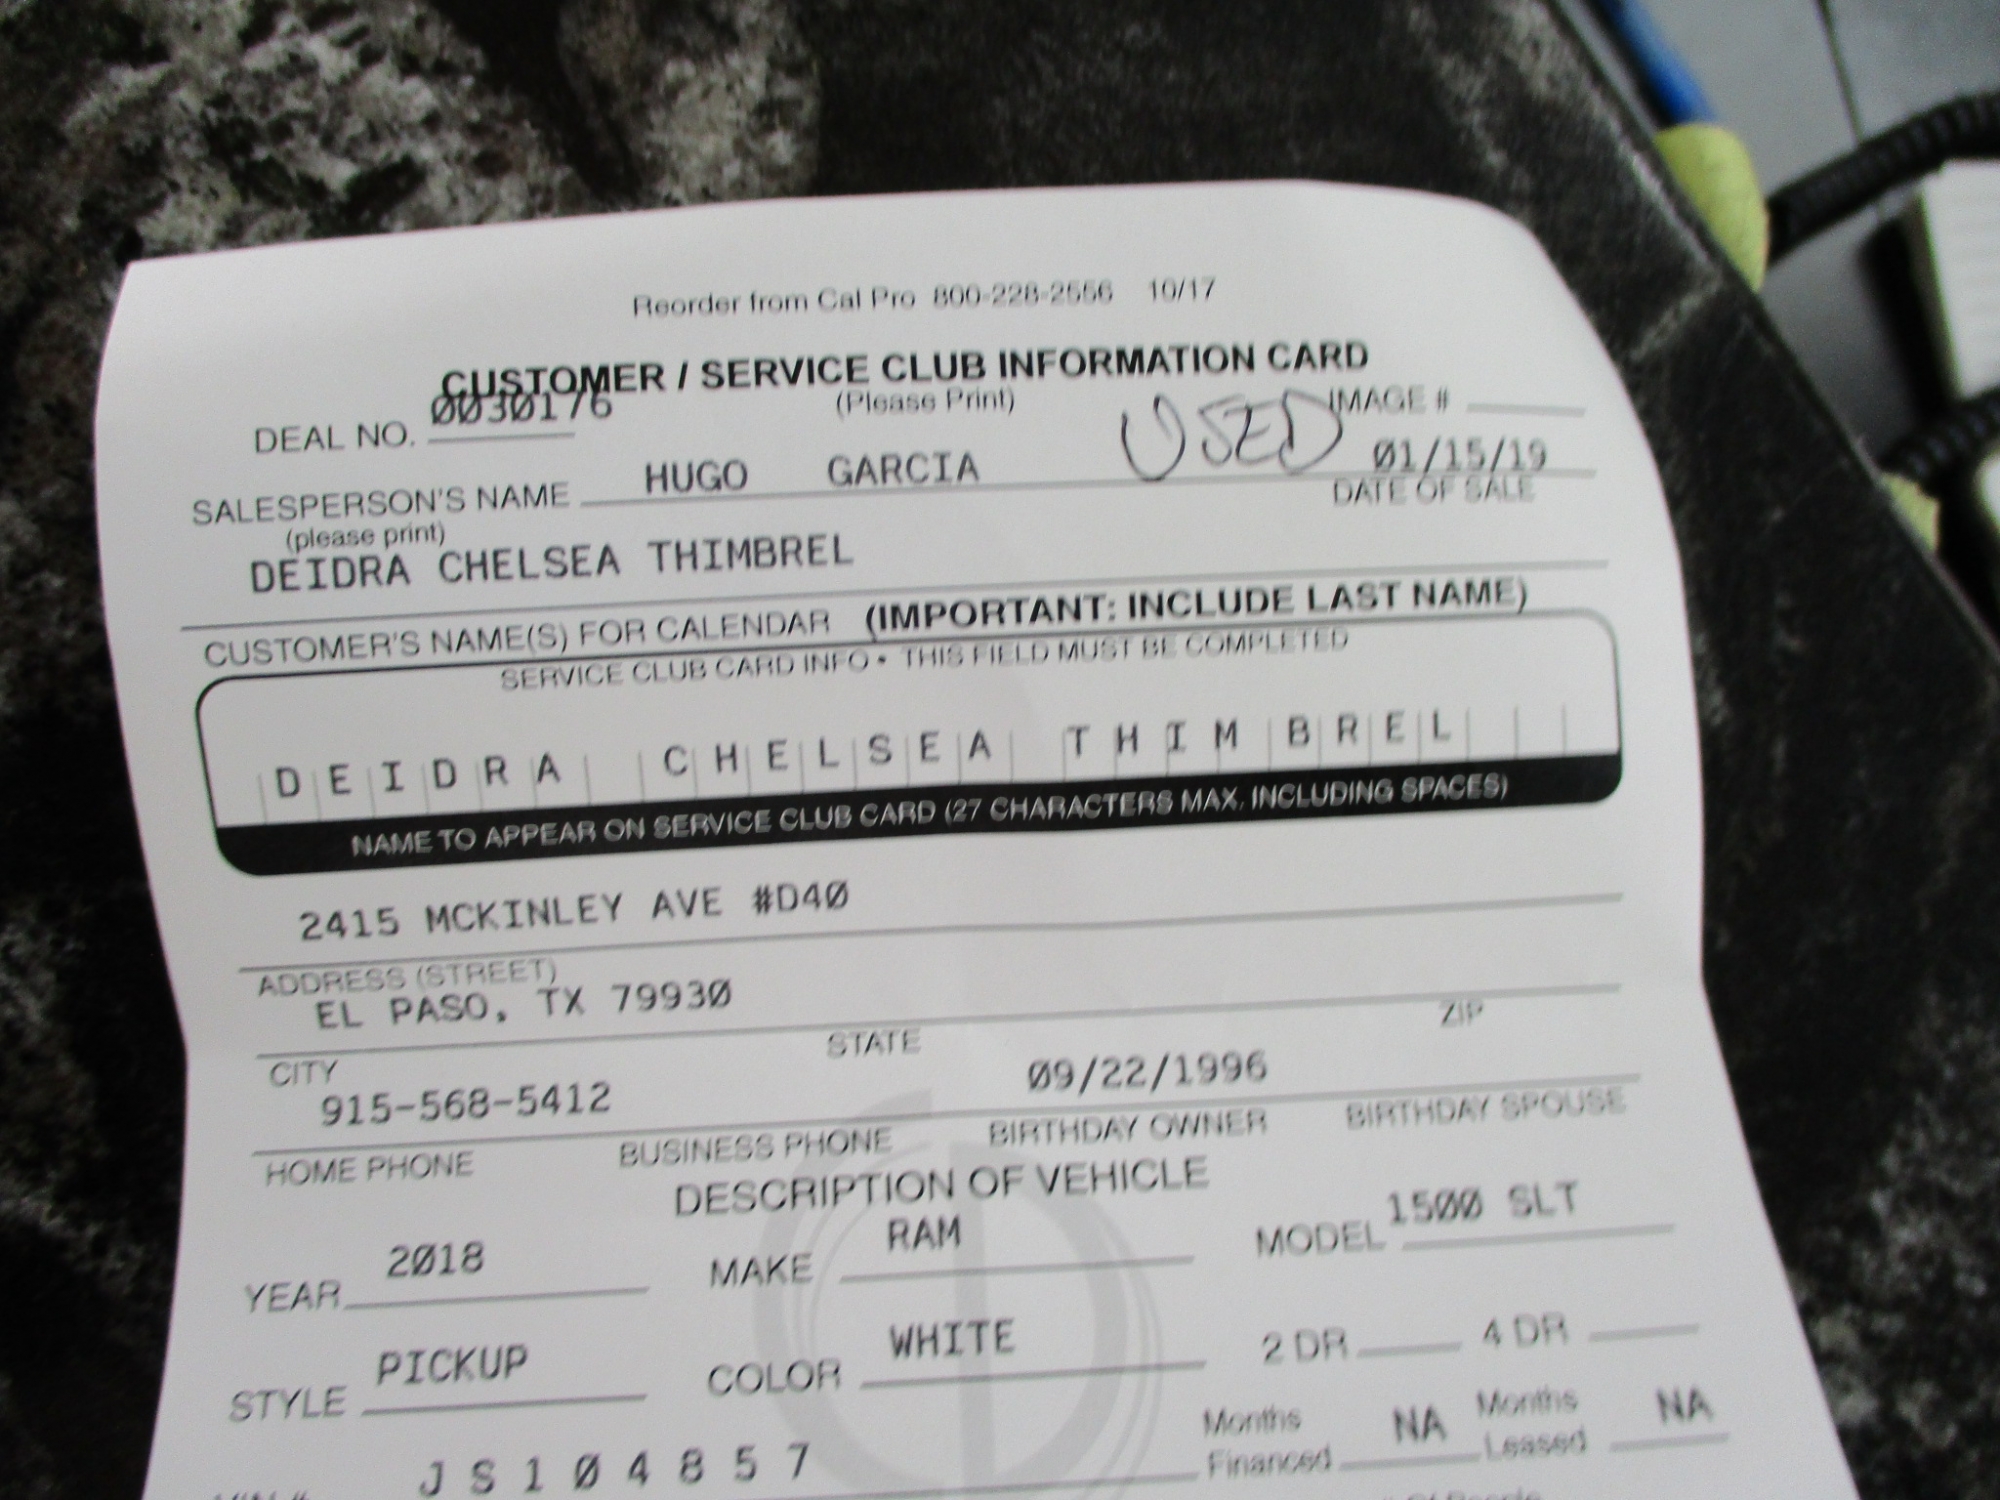 Reorder from Cal Pro 800-228-2556 10/17
CUSTOMER / SERVICE CLUB INFORMATION CARD
(Please Print)
DEAL NO. 0030176 USED IMAGE #
SALESPERSON'S NAME HUGO GARCIA 01/15/19
(please print) DATE OF SALE
DEIDRA CHELSEA THIMBREL
CUSTOMER'S NAME(S) FOR CALENDAR (IMPORTANT: INCLUDE LAST NAME)
SERVICE CLUB CARD INFO • THIS FIELD MUST BE COMPLETED
DEIDRA CHELSEA THIMBREL
NAME TO APPEAR ON SERVICE CLUB CARD (27 CHARACTERS MAX. INCLUDING SPACES)
2415 MCKINLEY AVE #D40
ADDRESS (STREET)
EL PASO, TX 79930
CITY STATE ZIP
915-568-5412 09/22/1996
HOME PHONE BUSINESS PHONE BIRTHDAY OWNER BIRTHDAY SPOUSE
DESCRIPTION OF VEHICLE
YEAR 2018 MAKE RAM MODEL 1500 SLT
STYLE PICKUP COLOR WHITE 2 DR 4 DR
Months Financed NA Months Leased NA
JS104857